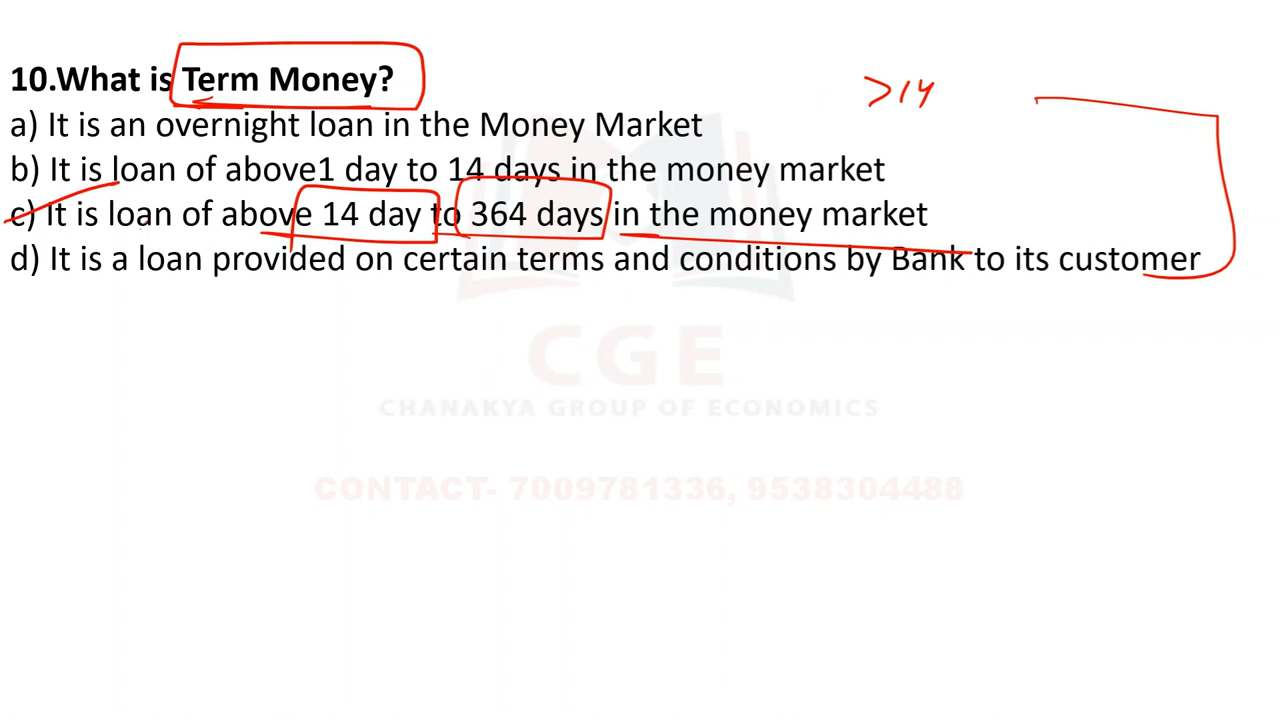 10.What is Term Money?
>14
a) It is an overnight loan in the Money Market
b) It is loan of above1 day to 14 days in the money market
c) It is loan of above 14 day to 364 days in the money market
d) It is a loan provided on certain terms and conditions by Bank to its customer
CGE
CHANAKYA GROUP OF ECONOMICS
CONTACT- 7009781336, 9538304488